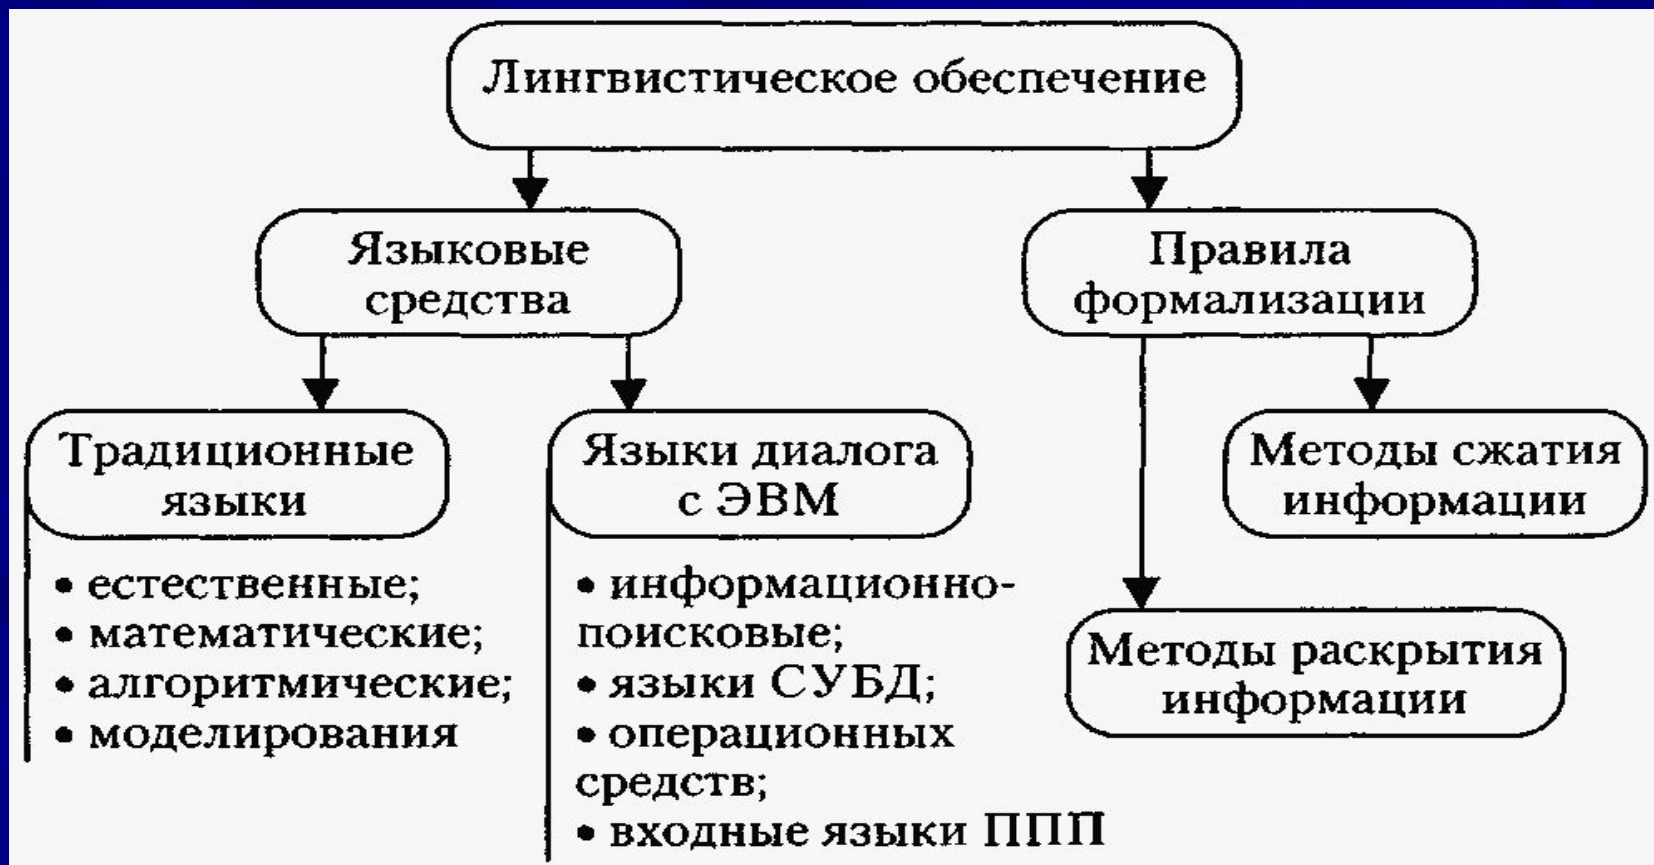 Лингвистическое обеспечение
Языковые
средства
Правила
формализации
Традиционные
языки
• естественные;
• математические;
• алгоритмические;
• моделирования
Языки диалога
с ЭВМ
• информационно-
поисковые;
• языки СУБД;
• операционных
средств;
• входные языки ППП
Методы сжатия
информации
Методы раскрытия
информации